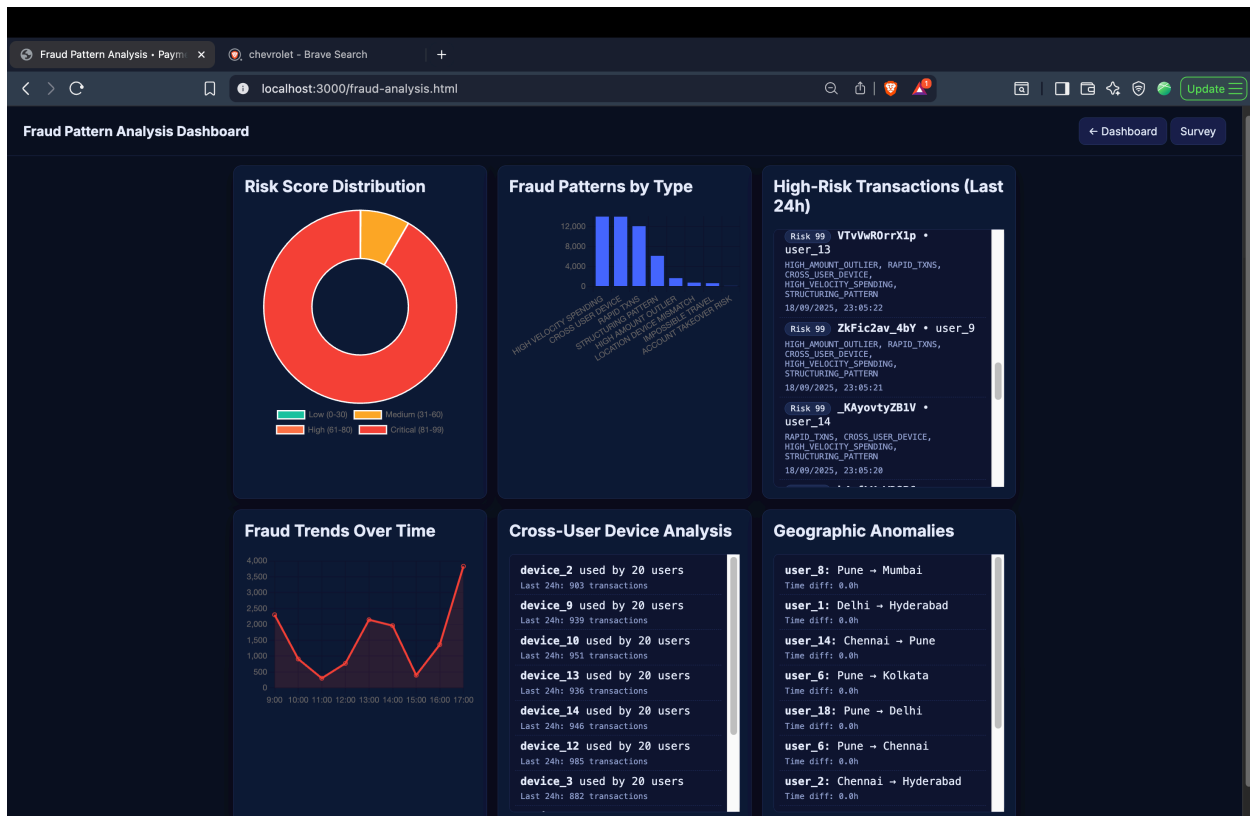 Fraud Pattern Analysis • Payme
chevrolet - Brave Search
localhost:3000/fraud-analysis.html
1
Update
Fraud Pattern Analysis Dashboard
← Dashboard
Survey
Risk Score Distribution
Low (0-30)
Medium (31-60)
High (61-80)
Critical (81-99)
Fraud Patterns by Type
12,000
8,000
4,000
0
HIGH VELOCITY SPENDING
CROSS USER DEVICE
RAPID TXNS
STRUCTURING PATTERN
HIGH AMOUNT OUTLIER
LOCATION DEVICE MISMATCH
IMPOSSIBLE TRAVEL
ACCOUNT TAKEOVER RISK
High-Risk Transactions (Last
24h)
Risk 99 VTvVwROrrX1p •
user_13
HIGH_AMOUNT_OUTLIER, RAPID_TXNS,
CROSS_USER_DEVICE,
HIGH_VELOCITY_SPENDING,
STRUCTURING_PATTERN
18/09/2025, 23:05:22
Risk 99 ZkFic2av_4bY • user_9
HIGH_AMOUNT_OUTLIER, RAPID_TXNS,
CROSS_USER_DEVICE,
HIGH_VELOCITY_SPENDING,
STRUCTURING_PATTERN
18/09/2025, 23:05:21
Risk 99 _KAyovtyZB1V •
user_14
RAPID_TXNS, CROSS_USER_DEVICE,
HIGH_VELOCITY_SPENDING,
STRUCTURING_PATTERN
18/09/2025, 23:05:20
Fraud Trends Over Time
4,000
3,500
3,000
2,500
2,000
1,500
1,000
500
0
9:00 10:00 11:00 12:00 13:00 14:00 15:00 16:00 17:00
Cross-User Device Analysis
device_2 used by 20 users
Last 24h: 903 transactions
device_9 used by 20 users
Last 24h: 939 transactions
device_10 used by 20 users
Last 24h: 951 transactions
device_13 used by 20 users
Last 24h: 936 transactions
device_14 used by 20 users
Last 24h: 946 transactions
device_12 used by 20 users
Last 24h: 985 transactions
device_3 used by 20 users
Last 24h: 882 transactions
Geographic Anomalies
user_8: Pune → Mumbai
Time diff: 0.0h
user_1: Delhi → Hyderabad
Time diff: 0.0h
user_14: Chennai → Pune
Time diff: 0.0h
user_6: Pune → Kolkata
Time diff: 0.0h
user_18: Pune → Delhi
Time diff: 0.0h
user_6: Pune → Chennai
Time diff: 0.0h
user_2: Chennai → Hyderabad
Time diff: 0.0h